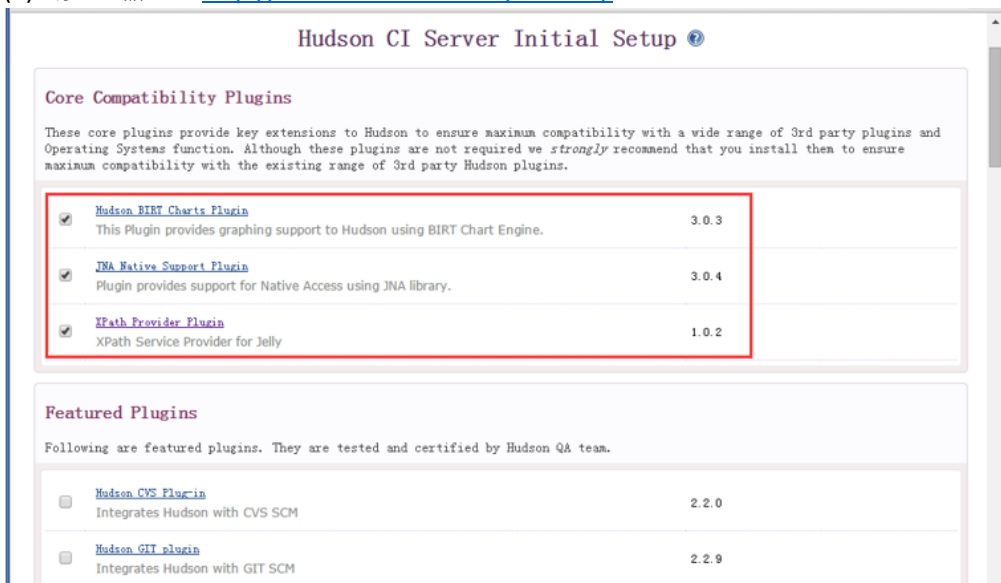 Hudson CI Server Initial Setup
Core Compatibility Plugins
These core plugins provide key extensions to Hudson to ensure maximum compatibility with a wide range of 3rd party plugins and
Operating Systems function. Although these plugins are not required we strongly recommend that you install them to ensure
maximum compatibility with the existing range of 3rd party Hudson plugins.
Hudson BIRT Charts Plugin 3.0.3
This Plugin provides graphing support to Hudson using BIRT Chart Engine.
JNA Native Support Plugin 3.0.4
Plugin provides support for Native Access using JNA library.
XPath Provider Plugin 1.0.2
XPath Service Provider for Jelly
Featured Plugins
Following are featured plugins. They are tested and certified by Hudson QA team.
Hudson CVS Plug-in 2.2.0
Integrates Hudson with CVS SCM
Hudson GIT plugin 2.2.9
Integrates Hudson with GIT SCM